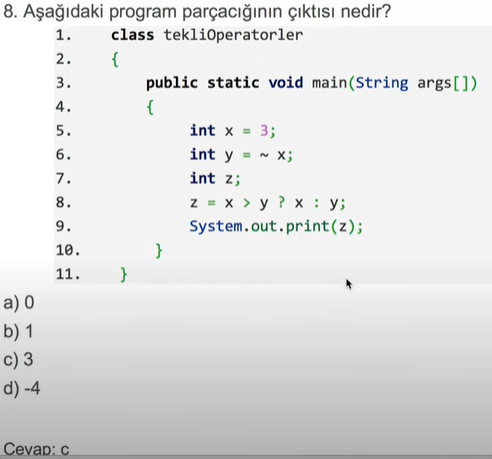 8. Aşağıdaki program parçacığının çıktısı nedir?
1. class tekliOperatorler
2. {
3. public static void main(String args[])
4. {
5. int x = 3;
6. int y = ~ x;
7. int z;
8. z = x > y ? x : y;
9. System.out.print(z);
10. }
11. }
a) 0
b) 1
c) 3
d) -4
Cevap: c